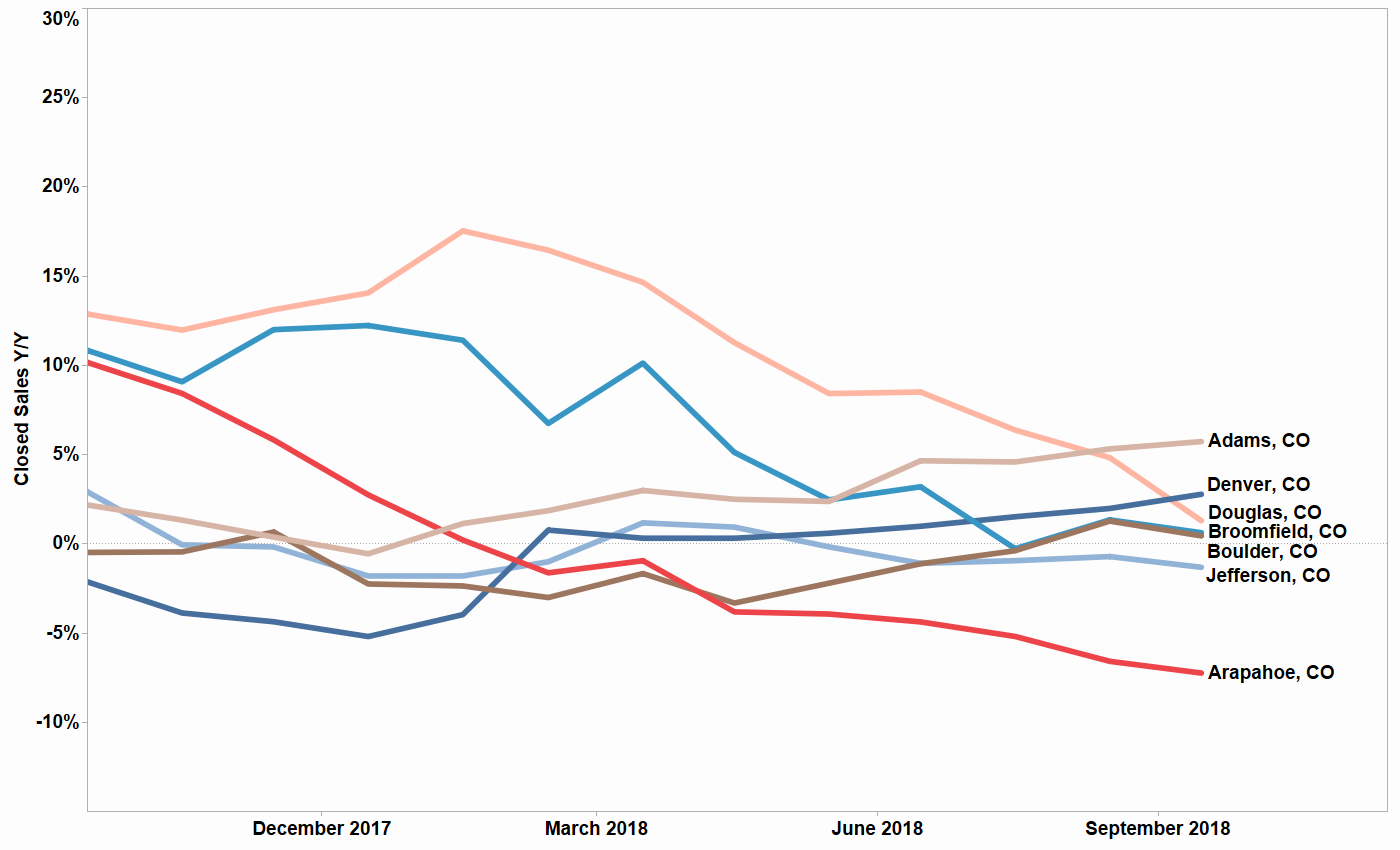 30%
25%
20%
15%
10%
5%
0%
-5%
-10%
Closed Sales Y/Y
Adams, CO
Denver, CO
Douglas, CO
Broomfield, CO
Boulder, CO
Jefferson, CO
Arapahoe, CO
December 2017
March 2018
June 2018
September 2018